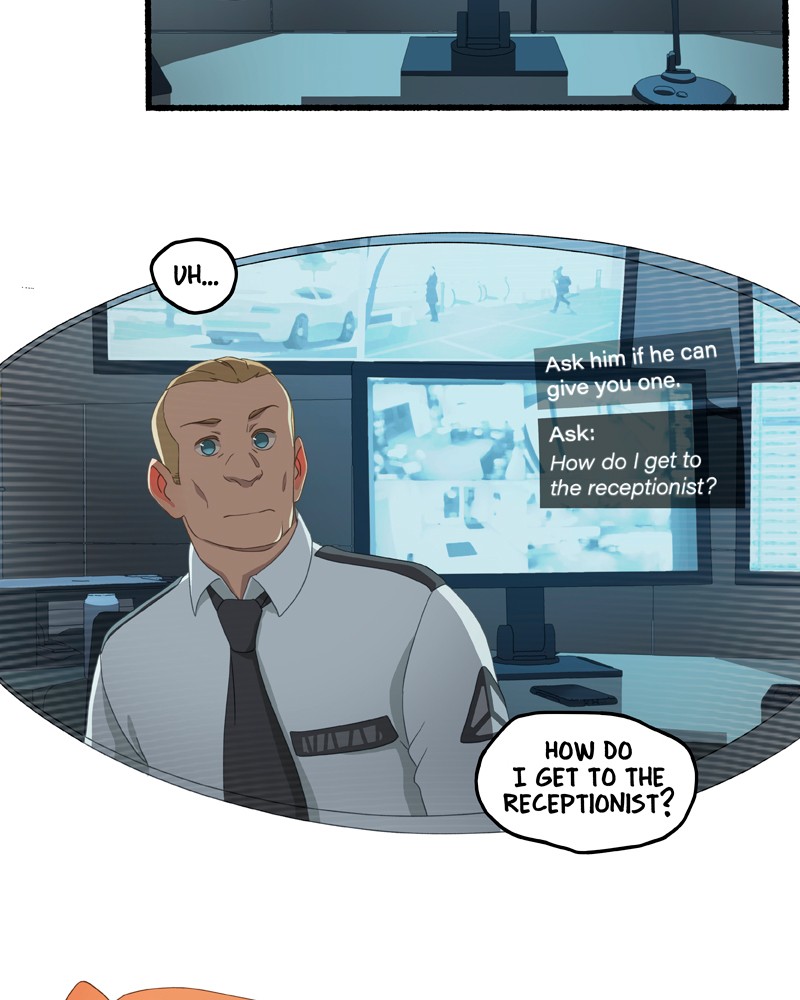 UH...
Ask him if he can
give you one.
Ask:
How do I get to
the receptionist?
HOW DO
I GET TO THE
RECEPTIONIST?